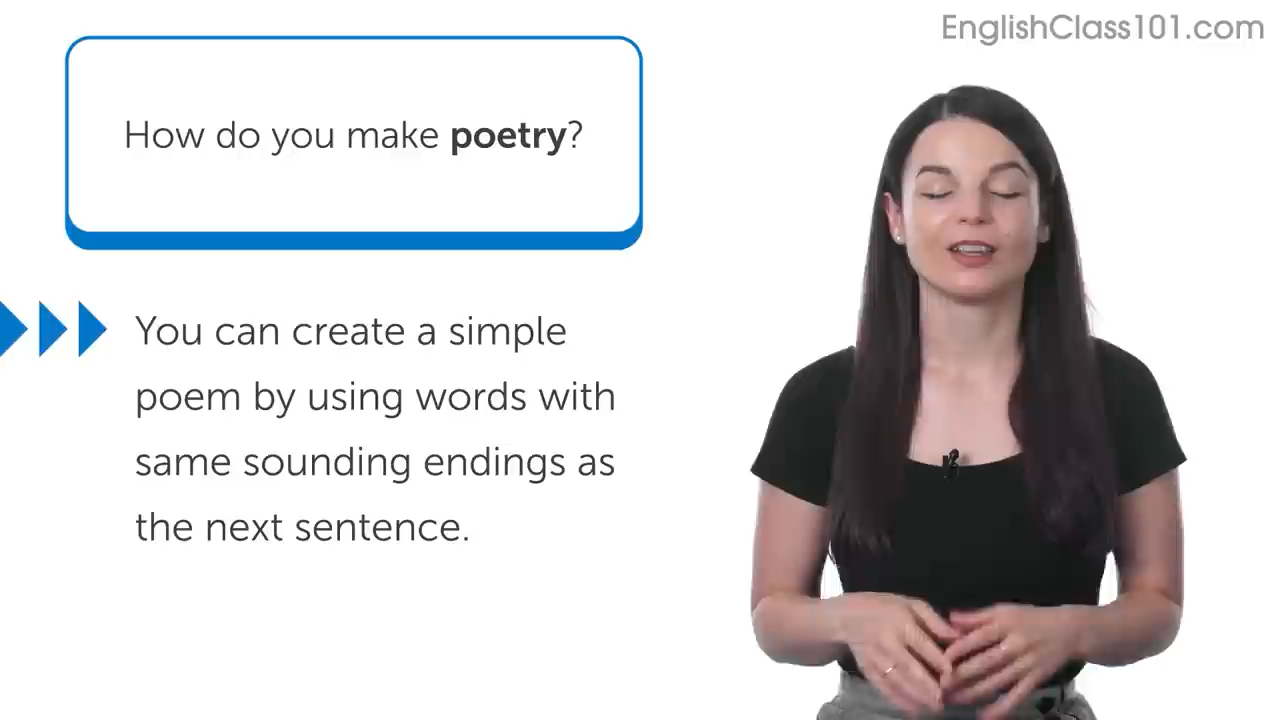 EnglishClass101.com
How do you make poetry?
You can create a simple
poem by using words with
same sounding endings as
the next sentence.